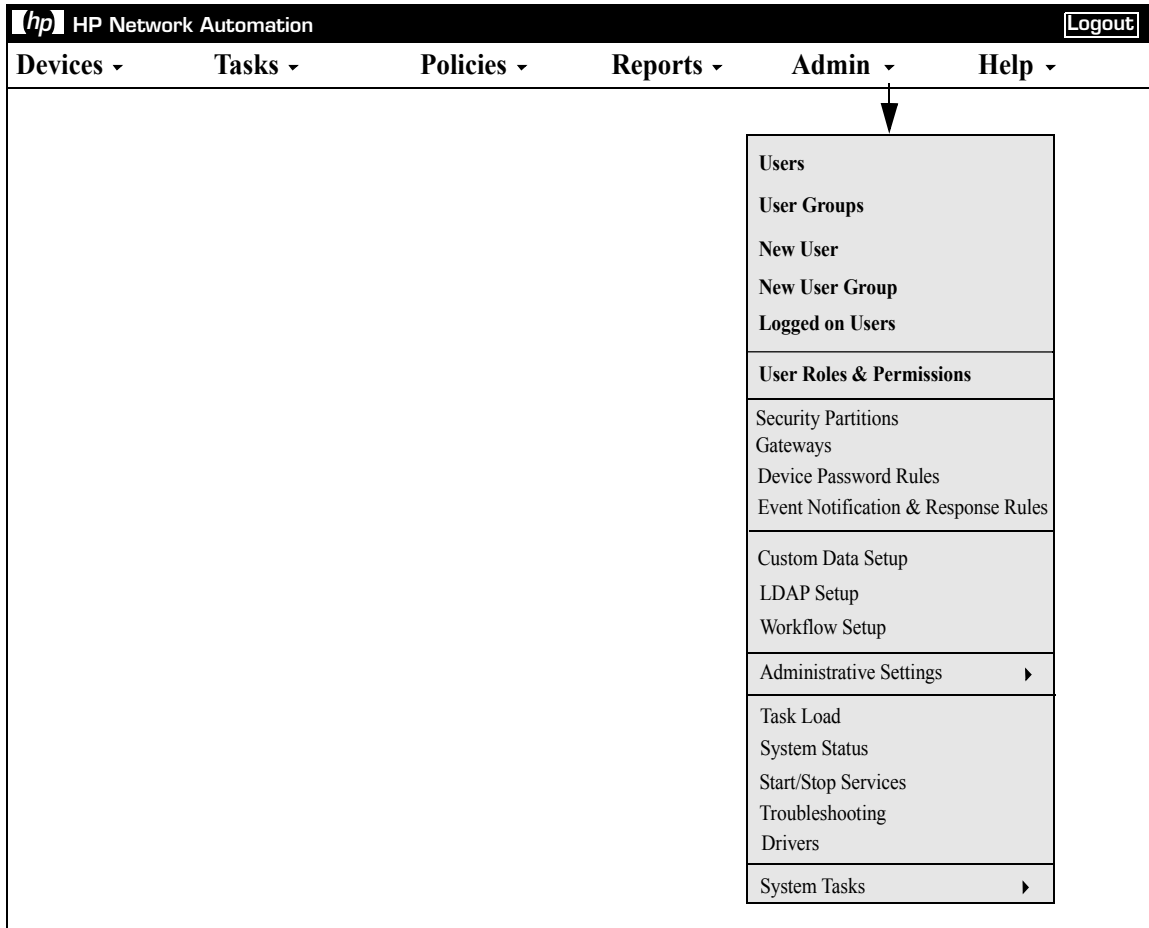 (hp) HP Network Automation Logout
Devices Tasks Policies Reports Admin Help
Users
User Groups
New User
New User Group
Logged on Users
User Roles & Permissions
Security Partitions
Gateways
Device Password Rules
Event Notification & Response Rules
Custom Data Setup
LDAP Setup
Workflow Setup
Administrative Settings
Task Load
System Status
Start/Stop Services
Troubleshooting
Drivers
System Tasks